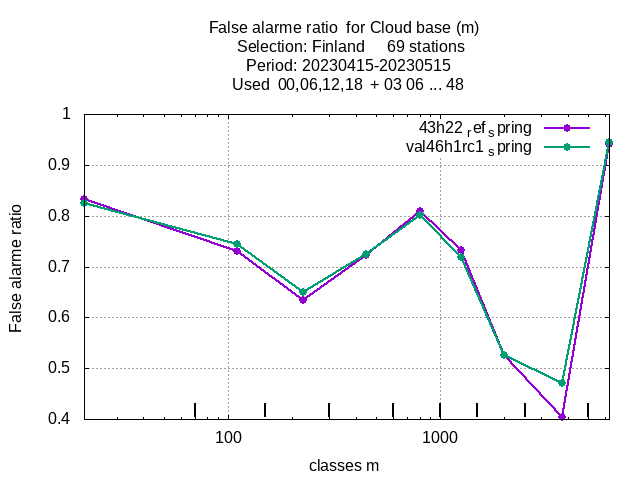 False alarme ratio  for Cloud base (m)
Selection: Finland     69 stations
Period: 20230415-20230515
Used  00,06,12,18  + 03 06 ... 48
43h22 ref spring
val46h1rc1 spring
1
0.9
0.8
0.7
0.6
0.5
0.4
False alarme ratio
100
1000
classes m